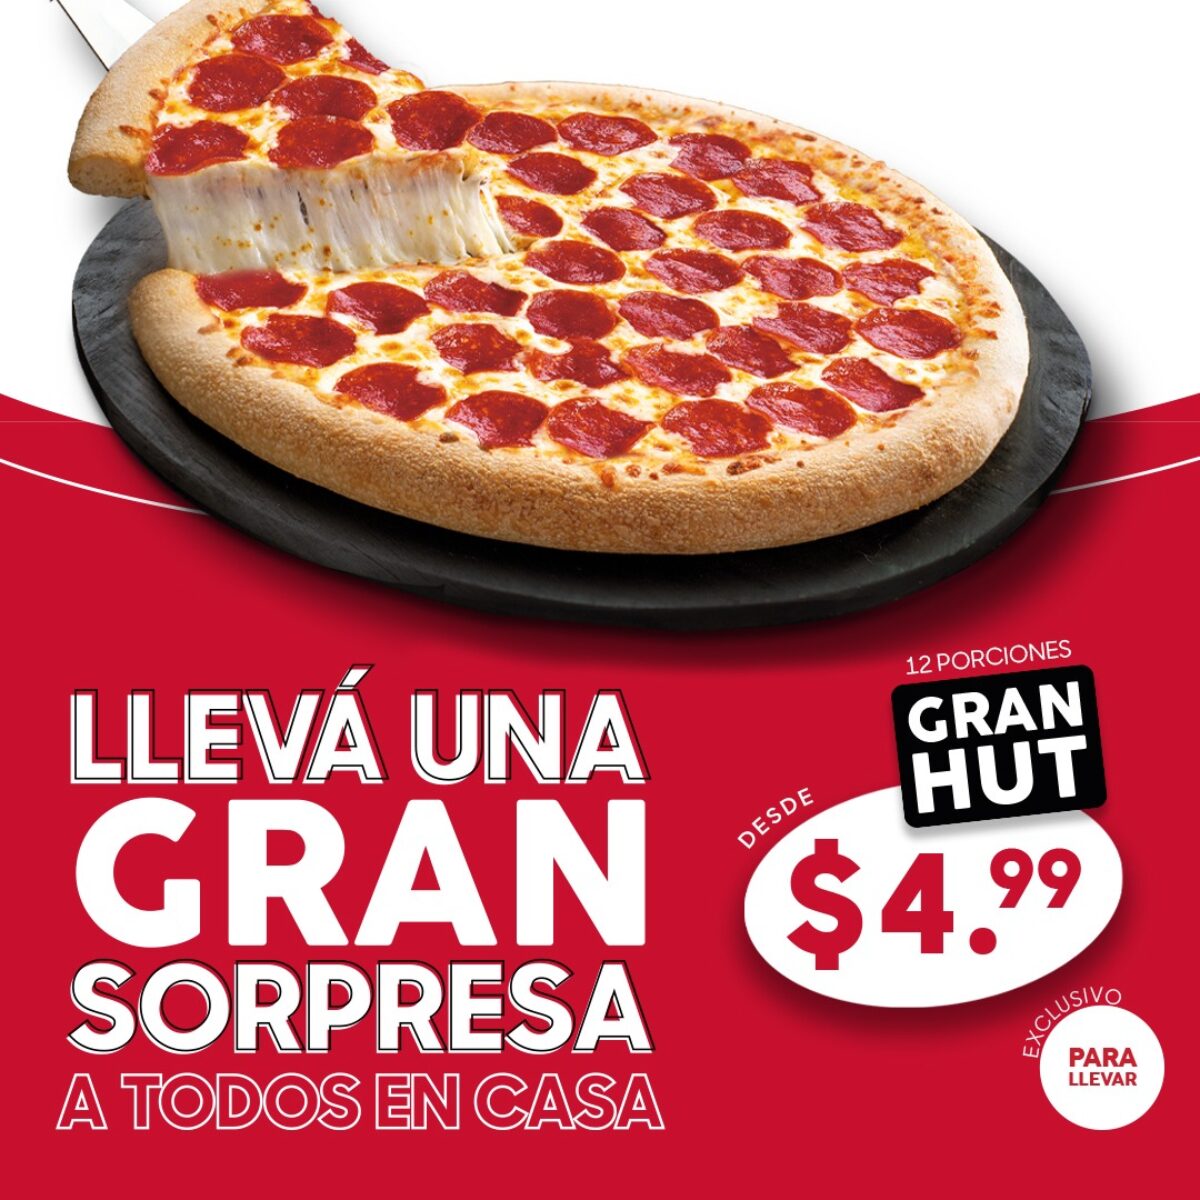 LLEVÁ UNA
GRAN
SORPRESA
A TODOS EN CASA
12 PORCIONES
GRAN
HUT
DESDE
$4.99
EXCLUSIVO
PARA
LLEVAR